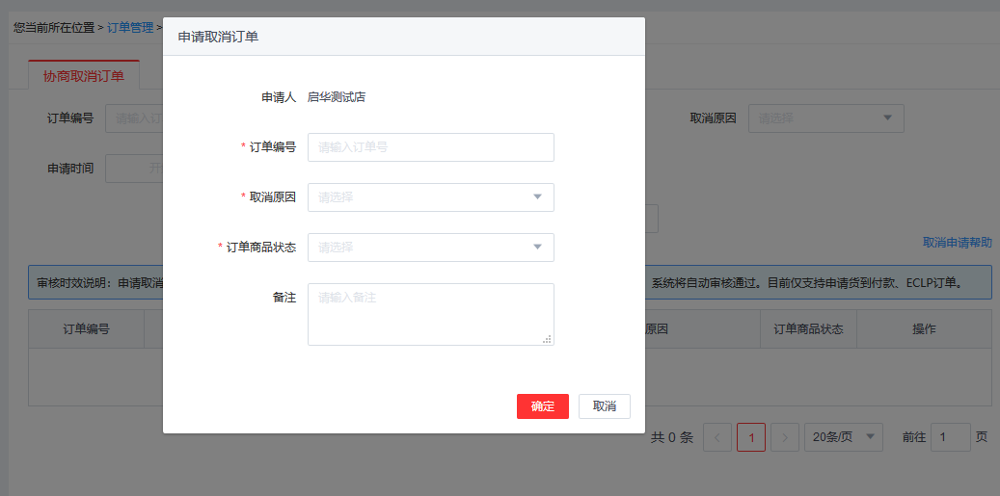 您当前所在位置 > 订单管理 >
申请取消订单
协商取消订单
申请人 启华测试店
订单编号 请输入订
取消原因 请选择
* 订单编号 请输入订单号
申请时间 开
* 取消原因 请选择
* 订单商品状态 请选择
取消申请帮助
审核时效说明：申请取消
系统将自动审核通过。目前仅支持申请货到付款、ECLP订单。
备注 请输入备注
订单编号 原因 订单商品状态 操作
确定 取消
共 0 条 < 1 > 20条/页 前往 1 页